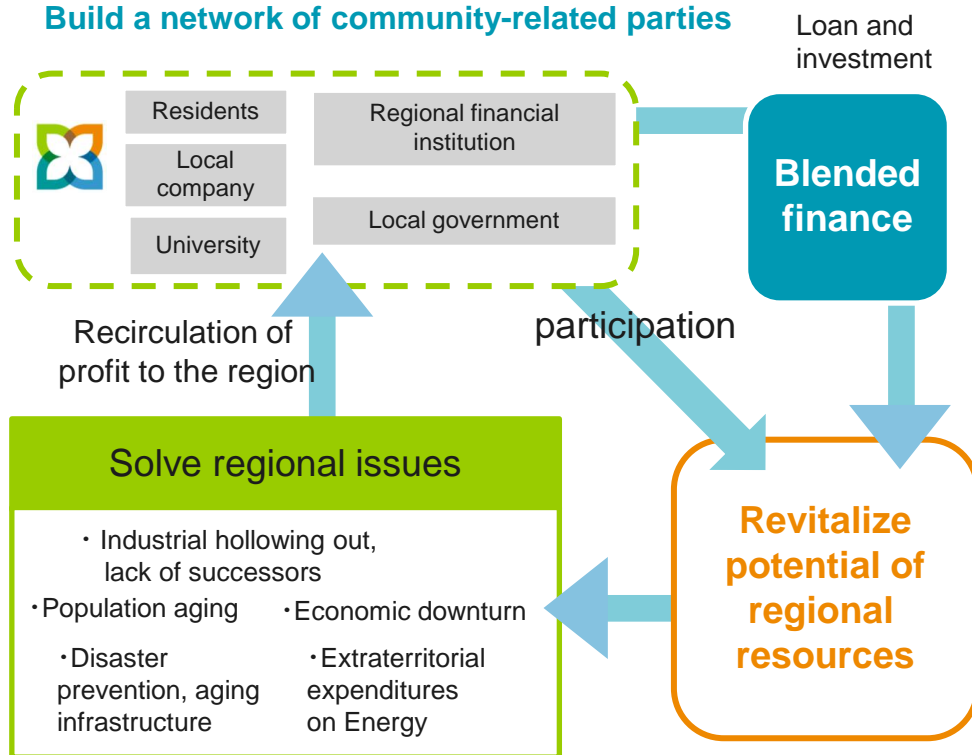 Build a network of community-related parties
Loan and
investment
Residents
Local
company
University
Regional financial
institution
Local government
Blended
finance
Recirculation of
profit to the region
participation
Solve regional issues
・ Industrial hollowing out,
lack of successors
・Population aging
・Economic downturn
・Disaster
prevention, aging
infrastructure
・Extraterritorial
expenditures
on Energy
Revitalize
potential of
regional
resources